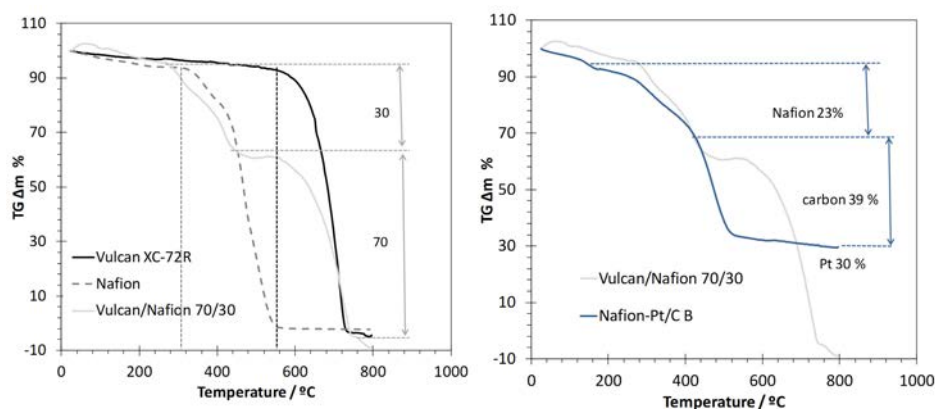 110
90
70
50
30
10
-10
TG Δm %
0 200 400 600 800 1000
Temperature / ºC
30
70
Vulcan XC-72R
Nafion
Vulcan/Nafion 70/30
110
90
70
50
30
10
-10
TG Δm %
0 200 400 600 800 1000
Temperature / ºC
Nafion 23%
carbon 39 %
Pt 30 %
Vulcan/Nafion 70/30
Nafion-Pt/C B